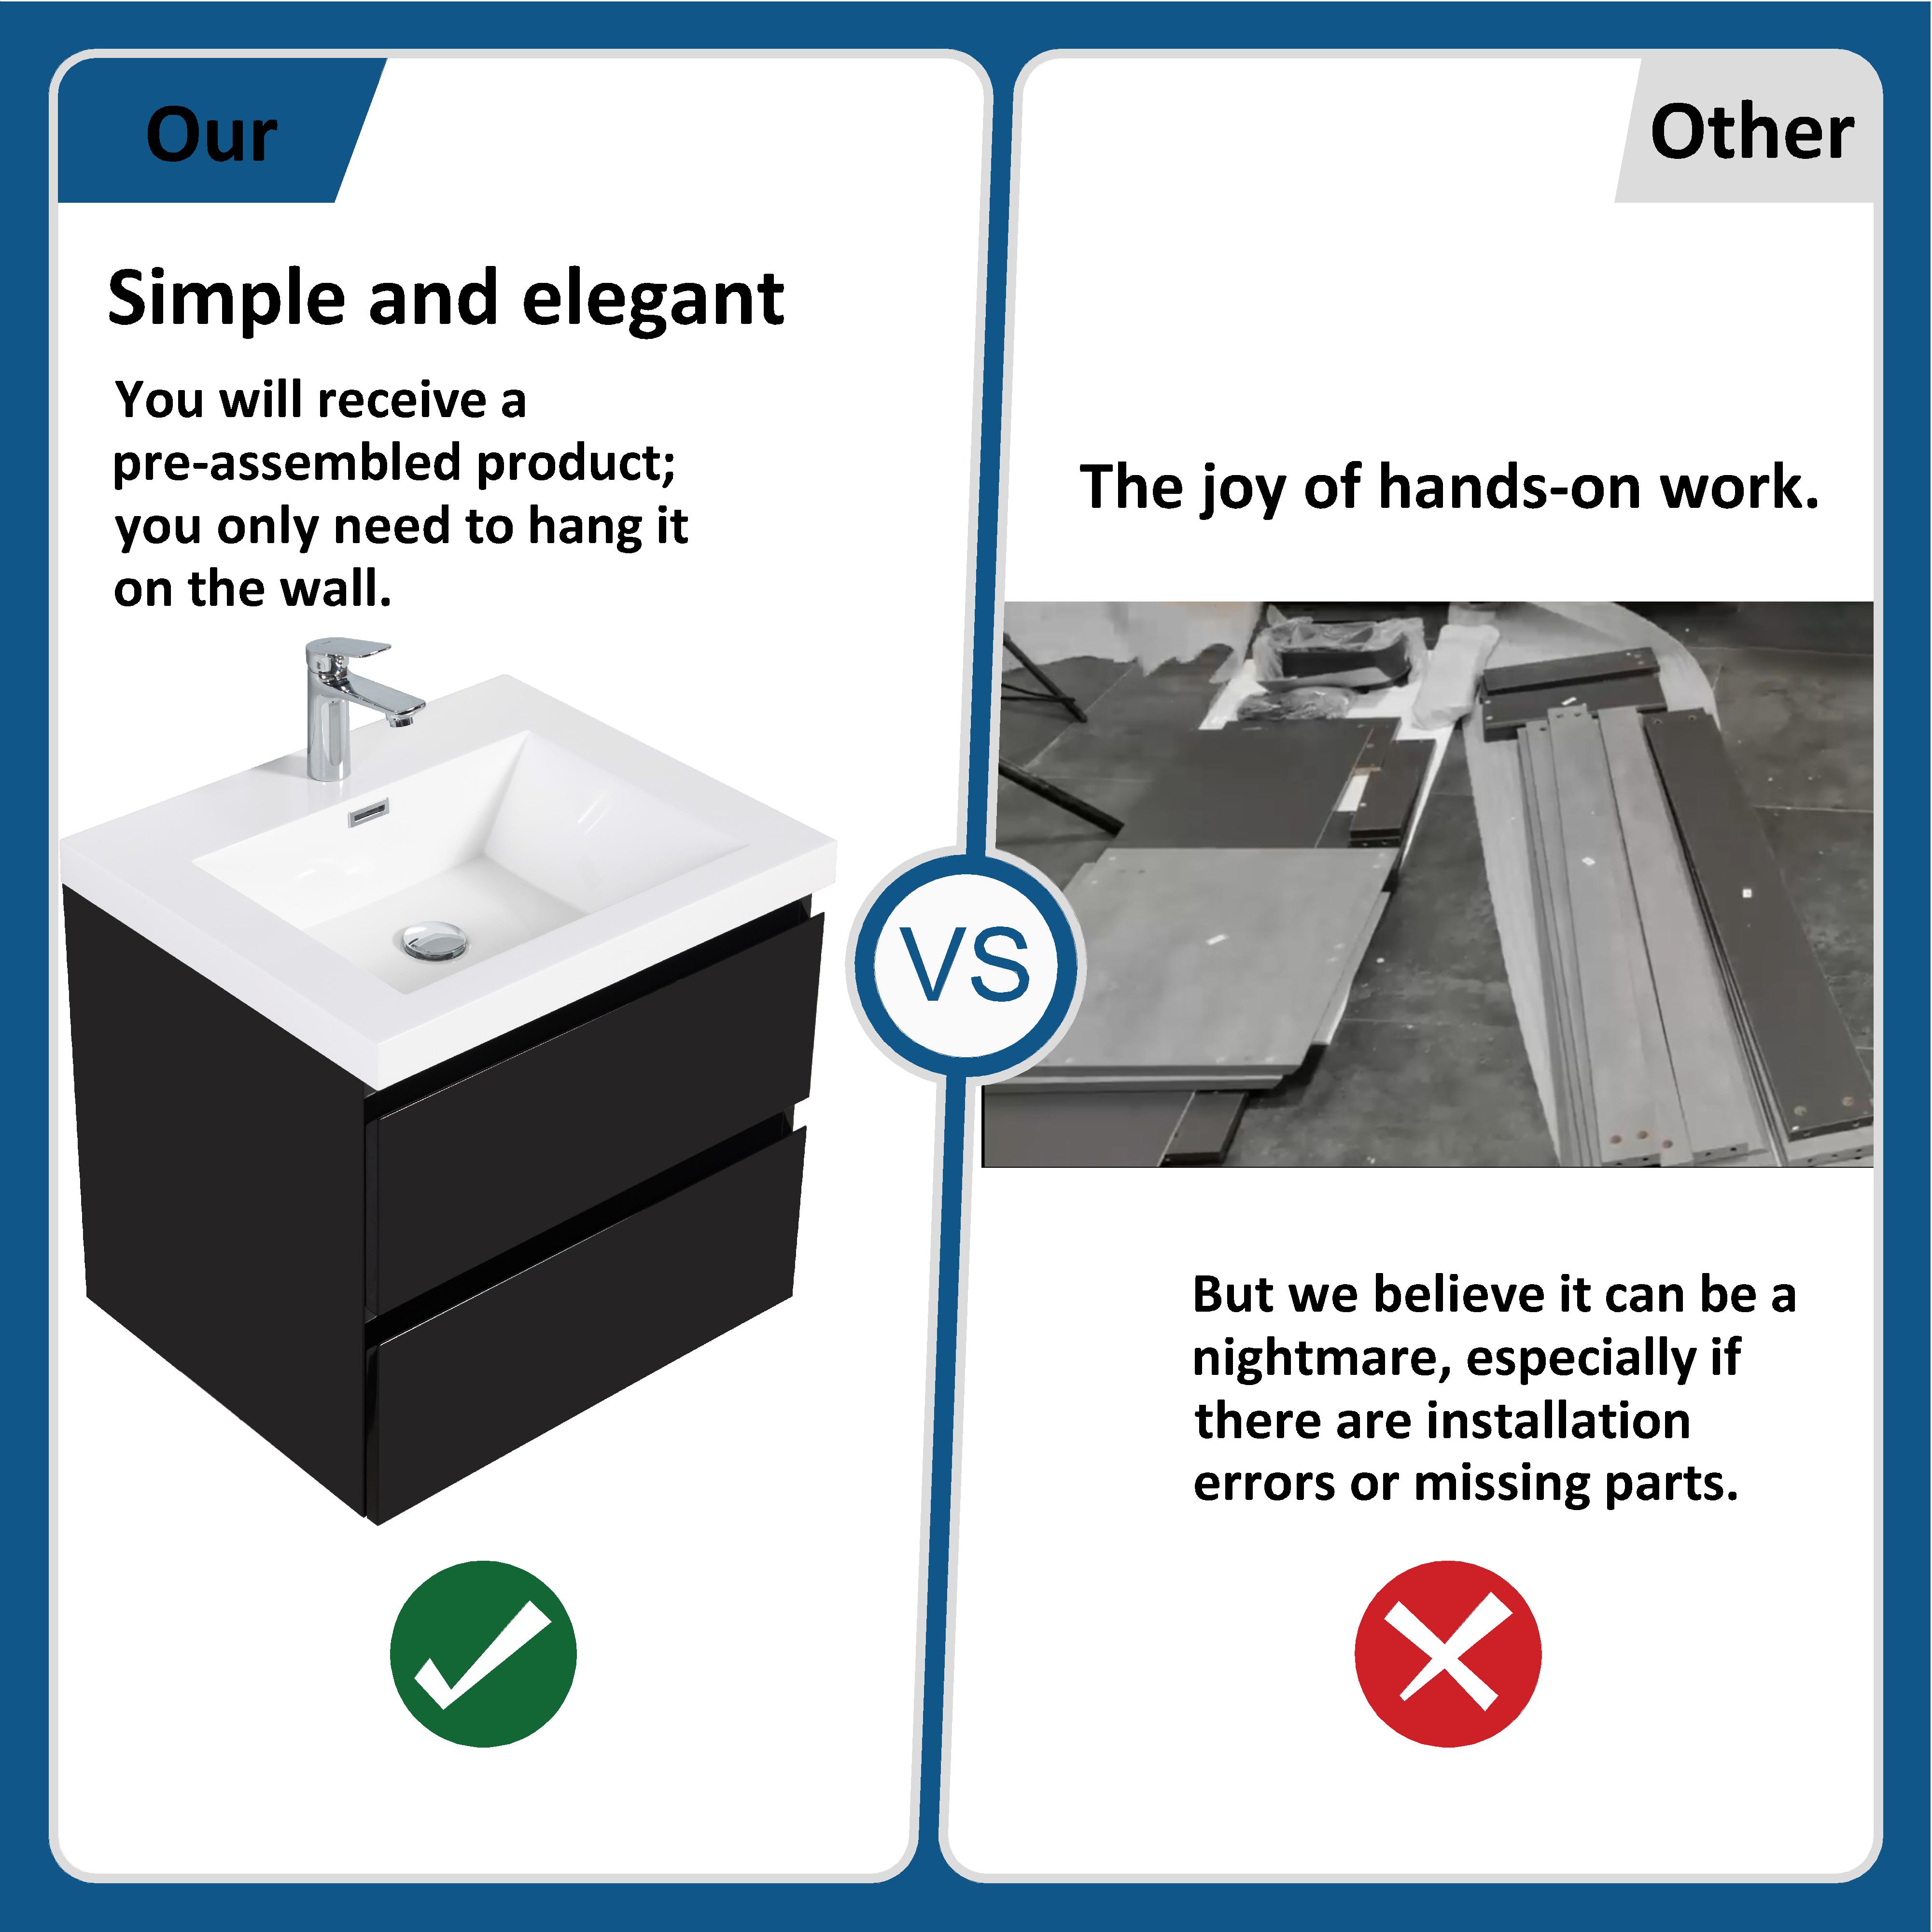 Our
Simple and elegant
You will receive a
pre-assembled product;
you only need to hang it
on the wall.
VS
Other
The joy of hands-on work.
But we believe it can be a
nightmare, especially if
there are installation
errors or missing parts.